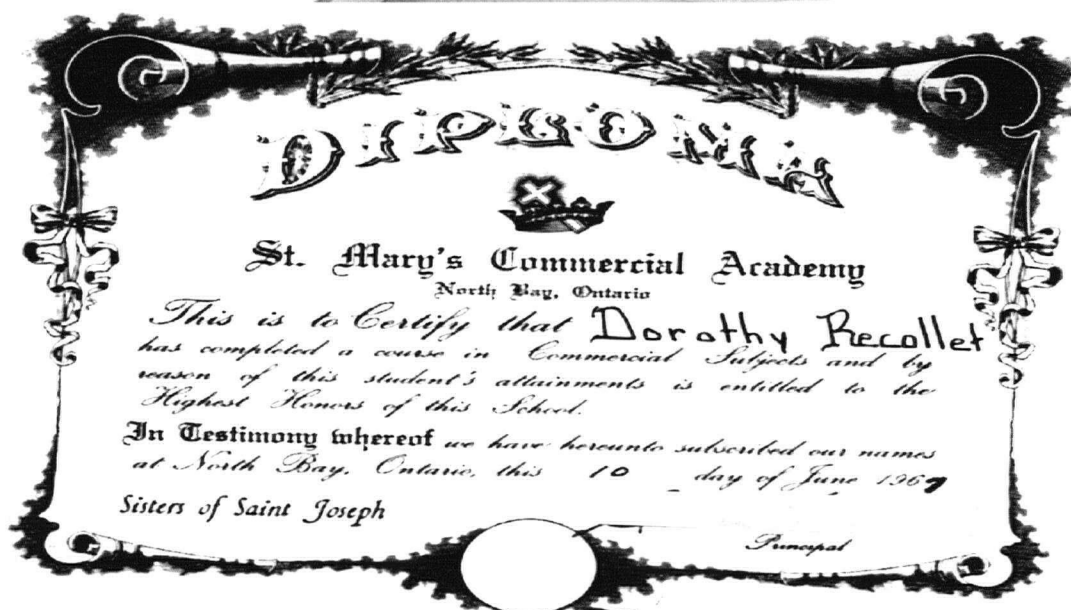 DIPLOMA
St. Mary's Commercial Academy
North Bay, Ontario
This is to Certify that Dorothy Recollet
has completed a course in Commercial Subjects and by
reason of this student's attainments is entitled to the
Highest Honors of this School.
In Testimony whereof we have hereunto subscribed our names
at North Bay, Ontario, this 10 day of June 1969
Sisters of Saint Joseph
Principal